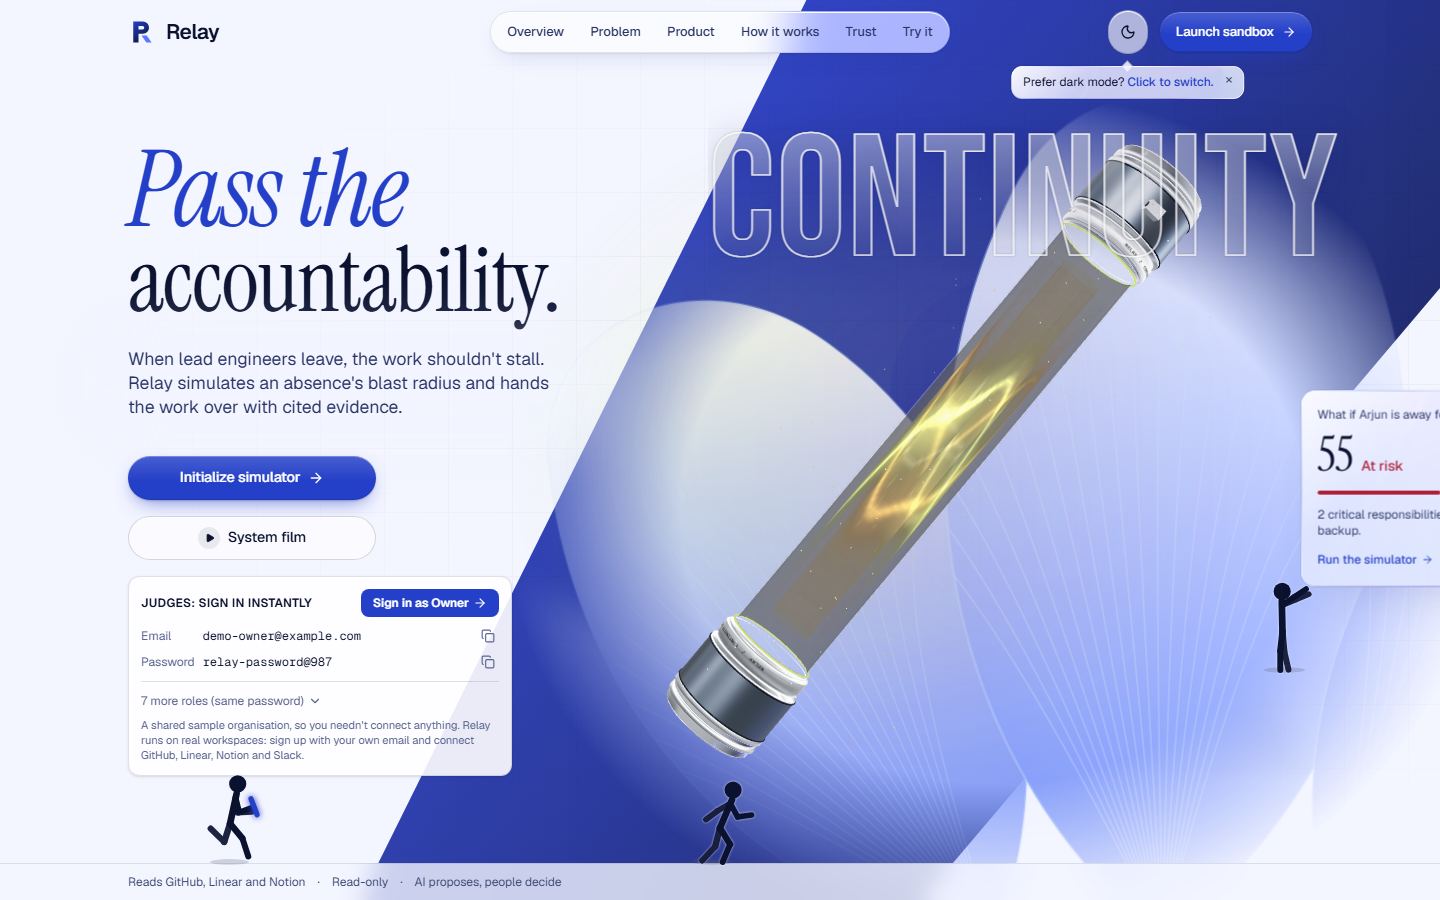 Relay
Overview Problem Product How it works Trust Try it
Launch sandbox
Prefer dark mode? Click to switch. ×
CONTINUITY
Pass the
accountability.
When lead engineers leave, the work shouldn't stall.
Relay simulates an absence's blast radius and hands
the work over with cited evidence.
Initialize simulator
System film
JUDGES: SIGN IN INSTANTLY
Sign in as Owner
Email demo-owner@example.com
Password relay-password@987
7 more roles (same password)
A shared sample organisation, so you needn't connect anything. Relay
runs on real workspaces: sign up with your own email and connect
GitHub, Linear, Notion and Slack.
What if Arjun is away
55 At risk
2 critical responsibilitie
backup.
Run the simulator
Reads GitHub, Linear and Notion · Read-only · AI proposes, people decide